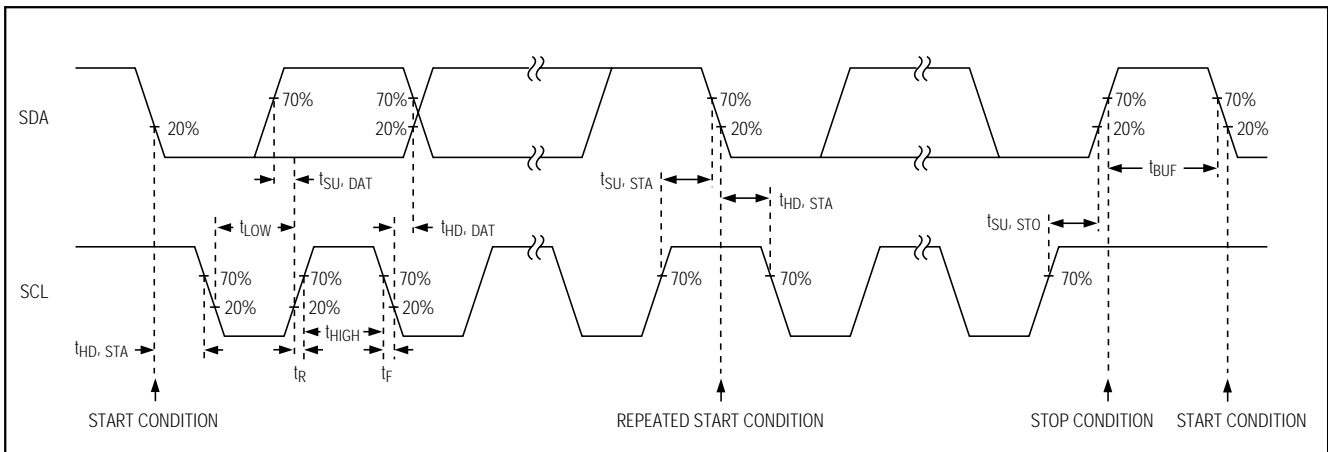 SDA
20%
70%
70%
20%
70%
20%
70%
20%
70%
20%
tSU, DAT
tSU, STA
tHD, STA
tBUF
tLOW
tHD, DAT
tSU, STO
SCL
70%
20%
70%
20%
70%
20%
70%
70%
70%
tHIGH
tHD, STA
tR
tF
START CONDITION
REPEATED START CONDITION
STOP CONDITION
START CONDITION